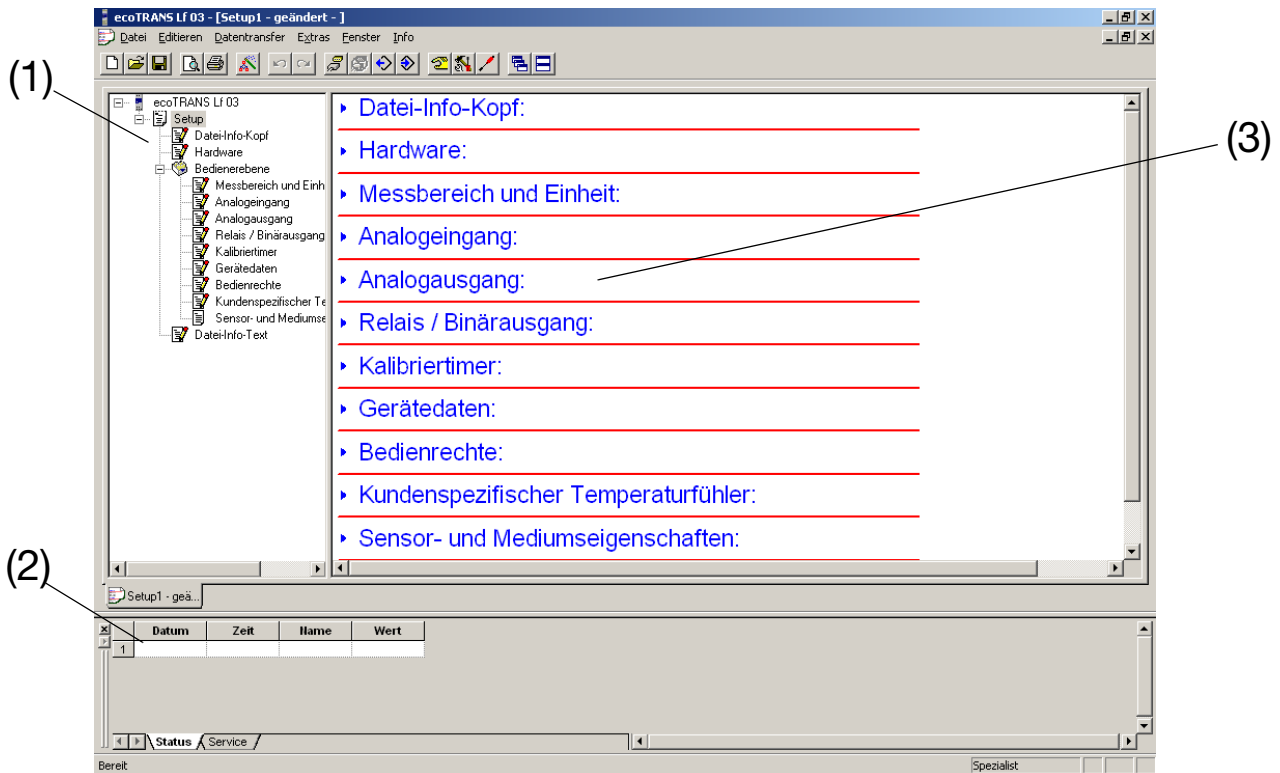 ecoTRANS Lf 03 - [Setup1 - geändert - ]
Datei Editieren Datentransfer Extras Fenster Info
(1)
ecoTRANS Lf 03
Setup
Datei-Info-Kopf
Hardware
Bedienerebene
Messbereich und Einh
Analogeingang
Analogausgang
Relais / Binärausgang
Kalibriertimer
Gerätedaten
Bedienrechte
Kundenspezifischer Te
Sensor- und Mediumse
Datei-Info-Text
Datei-Info-Kopf:
Hardware:
Messbereich und Einheit:
Analogeingang:
Analogausgang:
Relais / Binärausgang:
Kalibriertimer:
Gerätedaten:
Bedienrechte:
Kundenspezifischer Temperaturfühler:
Sensor- und Mediumseigenschaften:
(3)
(2)
Setup1 - geä...
Datum Zeit Name Wert
1
Status Service
Bereit Spezialist